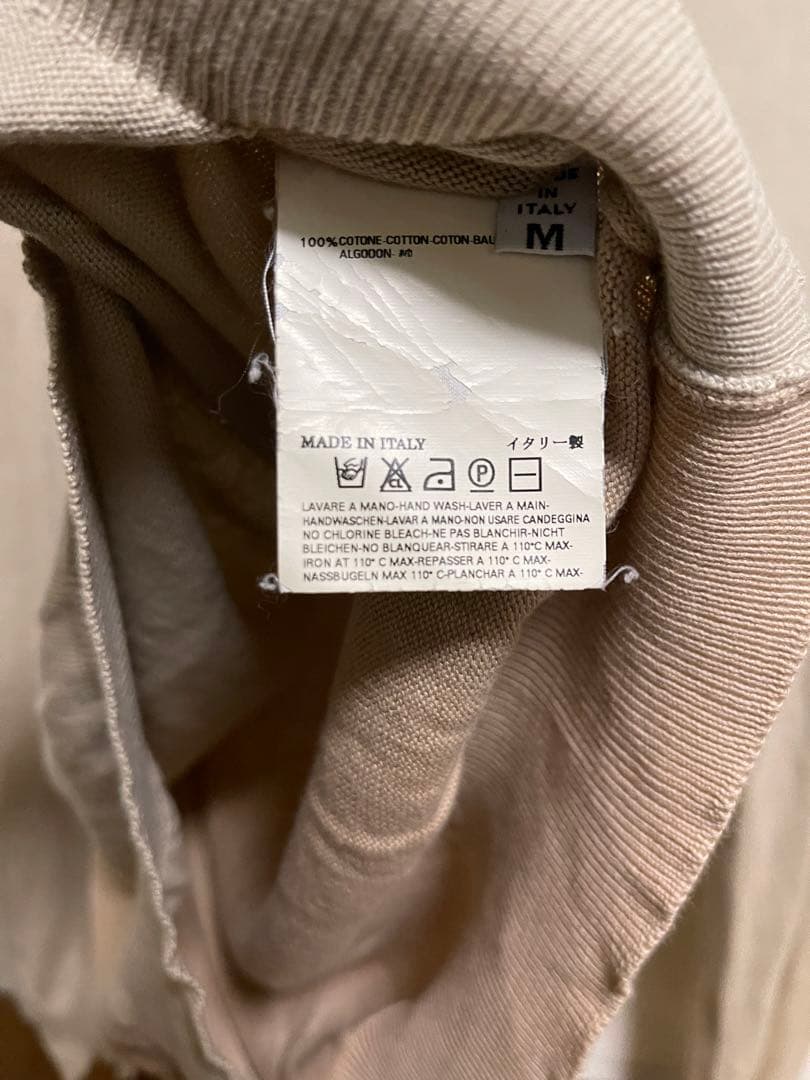 IN
ITALY
M
100%COTONE-COTTON-COTON-BAU
ALGODON-綿
MADE IN ITALY イタリー製
CL P
LAVARE A MANO-HAND WASH-LAVER A MAIN-
HANDWASCHEN-LAVAR A MANO-NON USARE CANDEGGINA
NO CHLORINE BLEACH-NE PAS BLANCHIR-NICHT
BLEICHEN-NO BLANQUEAR-STIRARE A 110°C MAX-
IRON AT 110°C MAX-REPASSER A 110°C MAX-
NASSBUGELN MAX 110° C-PLANCHAR A 110°C MAX-